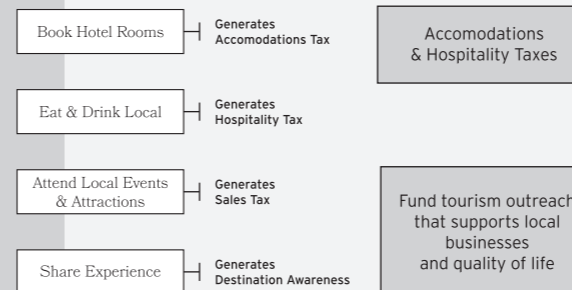 Book Hotel Rooms
Generates
Accomodations Tax
Accomodations
& Hospitality Taxes
Eat & Drink Local
Generates
Hospitality Tax
Attend Local Events
& Attractions
Generates
Sales Tax
Fund tourism outreach
that supports local
businesses
and quality of life
Share Experience
Generates
Destination Awareness